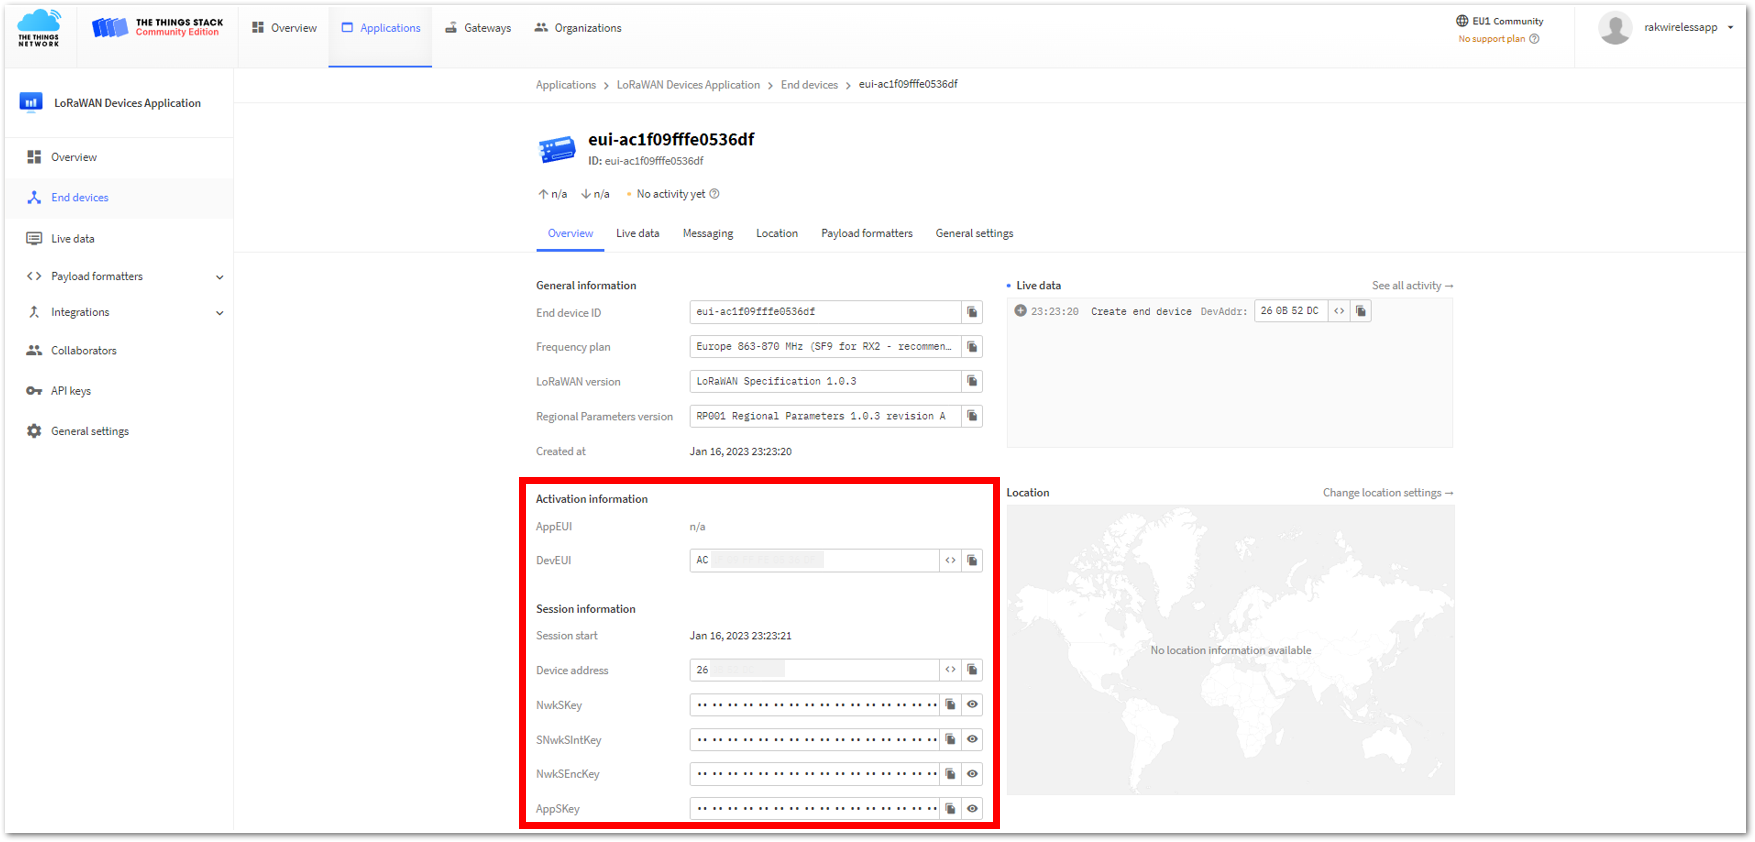 THE THINGS NETWORK
THE THINGS STACK
Community Edition
Overview
Applications
Gateways
Organizations
EU1 Community
No support plan
rakwirelessapp
LoRaWAN Devices Application
Overview
End devices
Live data
Payload formatters
Integrations
Collaborators
API keys
General settings
Applications > LoRaWAN Devices Application > End devices > eui-ac1f09fffe0536df
eui-ac1f09fffe0536df
ID: eui-ac1f09fffe0536df
↑ n/a ↓ n/a • No activity yet
Overview Live data Messaging Location Payload formatters General settings
General information
End device ID eui-ac1f09fffe0536df
Frequency plan Europe 863-870 MHz (SF9 for RX2 - recommen…
LoRaWAN version LoRaWAN Specification 1.0.3
Regional Parameters version RP001 Regional Parameters 1.0.3 revision A
Created at Jan 16, 2023 23:23:20
Activation information
AppEUI n/a
DevEUI AC
Session information
Session start Jan 16, 2023 23:23:21
Device address 26
NwkSKey
SNwkSIntKey
NwkSEncKey
AppSKey
• Live data See all activity →
23:23:20 Create end device DevAddr: 26 0B 52 DC <>
Location Change location settings →
No location information available